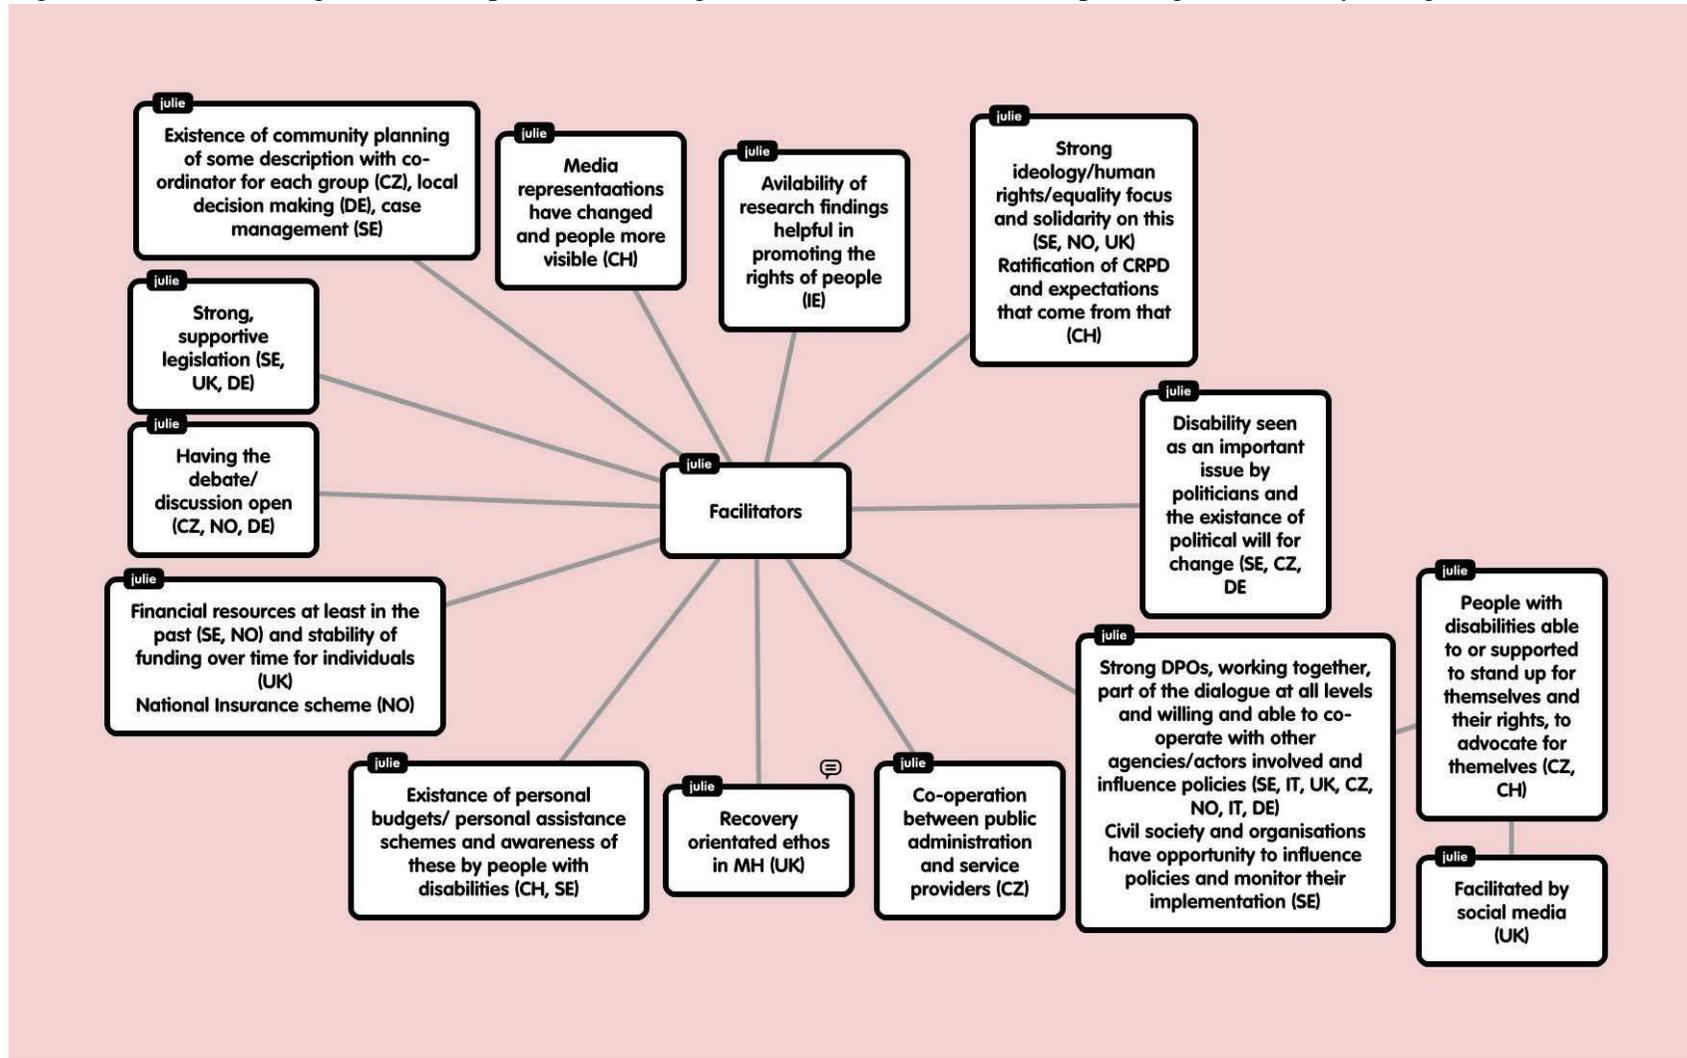 julie
Existence of community planning
of some description with co-
ordinator for each group (CZ), local
decision making (DE), case
management (SE)
julie
Media
representaations
have changed
and people more
visible (CH)
julie
Avilability of
research findings
helpful in
promoting the
rights of people
(IE)
julie
Strong
ideology/human
rights/equality focus
and solidarity on this
(SE, NO, UK)
Ratification of CRPD
and expectations
that come from that
(CH)
julie
Strong,
supportive
legislation (SE,
UK, DE)
julie
Having the
debate/
discussion open
(CZ, NO, DE)
julie
Facilitators
julie
Disability seen
as an important
issue by
politicians and
the existance of
political will for
change (SE, CZ,
DE
julie
Financial resources at least in the
past (SE, NO) and stability of
funding over time for individuals
(UK)
National Insurance scheme (NO)
julie
Existance of personal
budgets/ personal assistance
schemes and awareness of
these by people with
disabilities (CH, SE)
julie
Recovery
orientated ethos
in MH (UK)
julie
Co-operation
between public
administration
and service
providers (CZ)
julie
Strong DPOs, working together,
part of the dialogue at all levels
and willing and able to co-
operate with other
agencies/actors involved and
influence policies (SE, IT, UK, CZ,
NO, IT, DE)
Civil society and organisations
have opportunity to influence
policies and monitor their
implementation (SE)
julie
People with
disabilities able
to or supported
to stand up for
themselves and
their rights, to
advocate for
themelves (CZ,
CH)
julie
Facilitated by
social media
(UK)